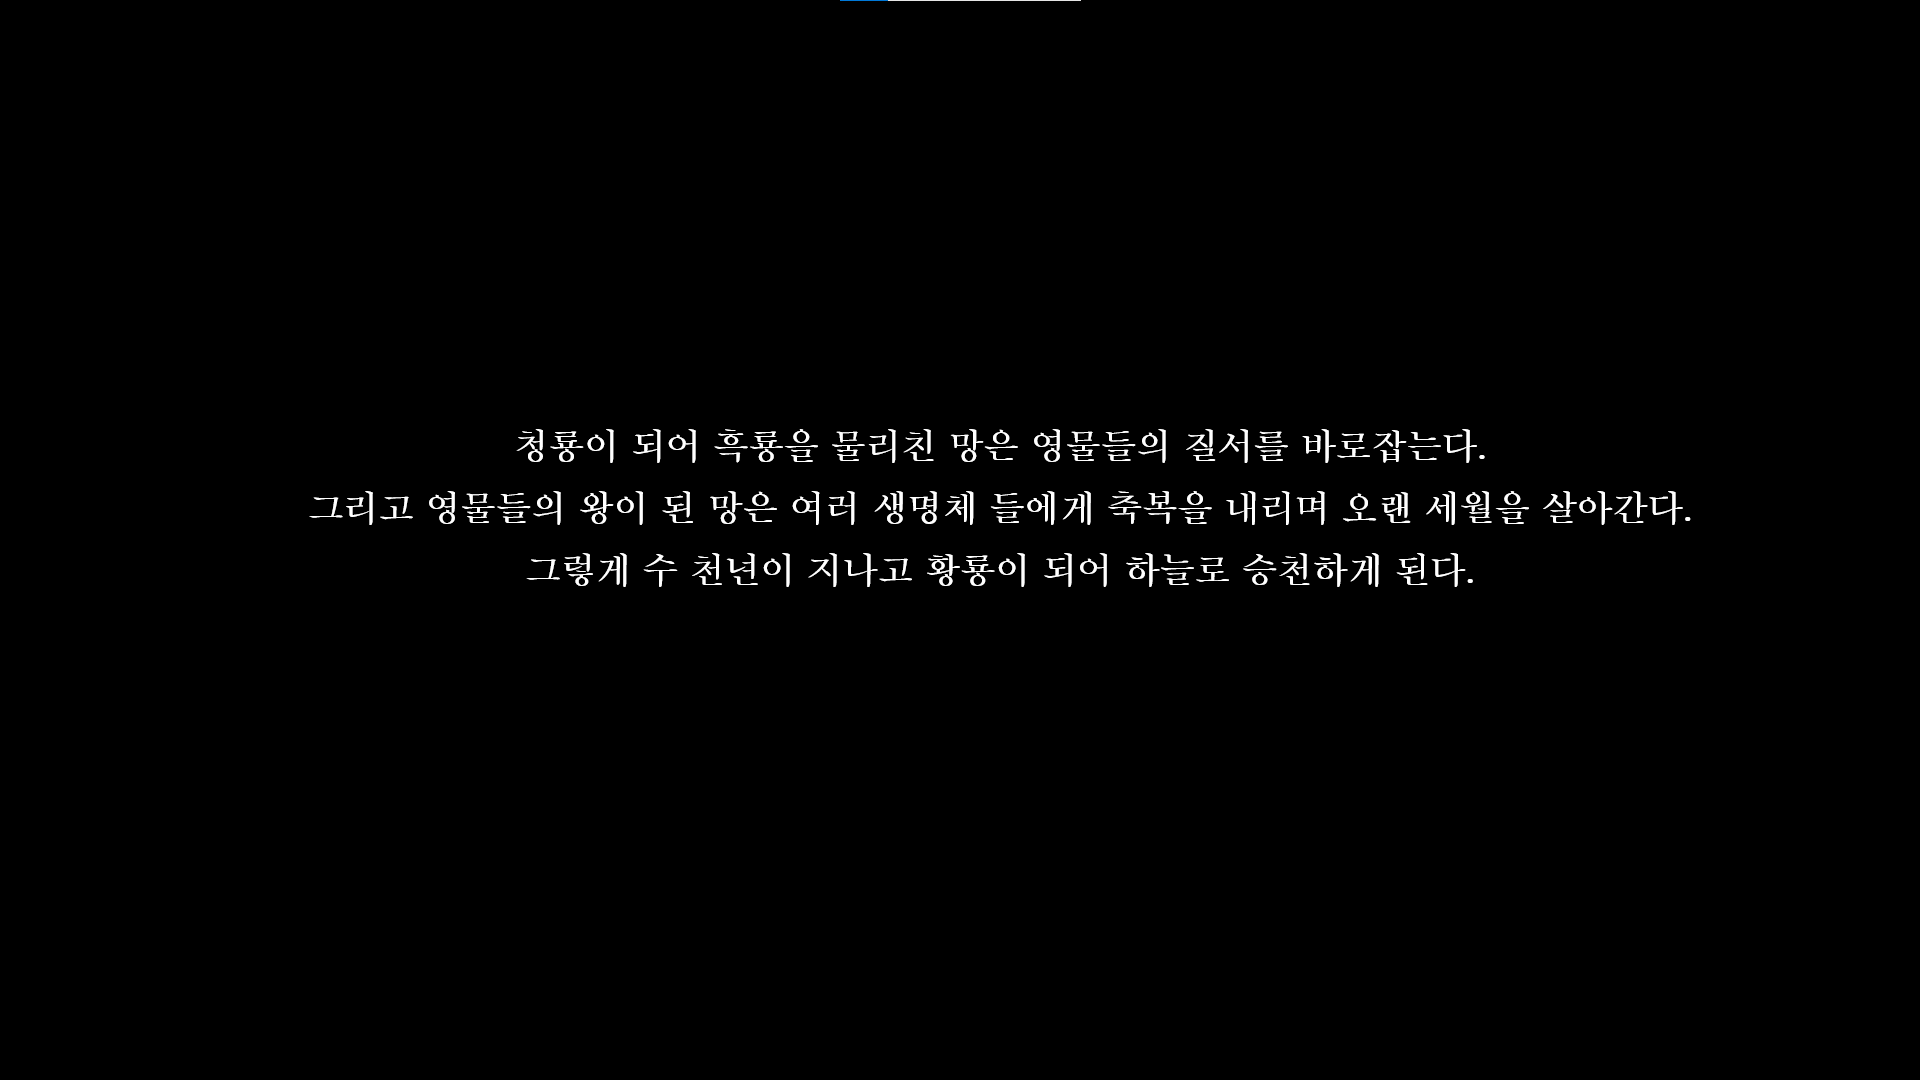 청룡이 되어 흑룡을 물리친 망은 영물들의 질서를 바로잡는다.
그리고 영물들의 왕이 된 망은 여러 생명체 들에게 축복을 내리며 오랜 세월을 살아간다.
그렇게 수 천년이 지나고 황룡이 되어 하늘로 승천하게 된다.